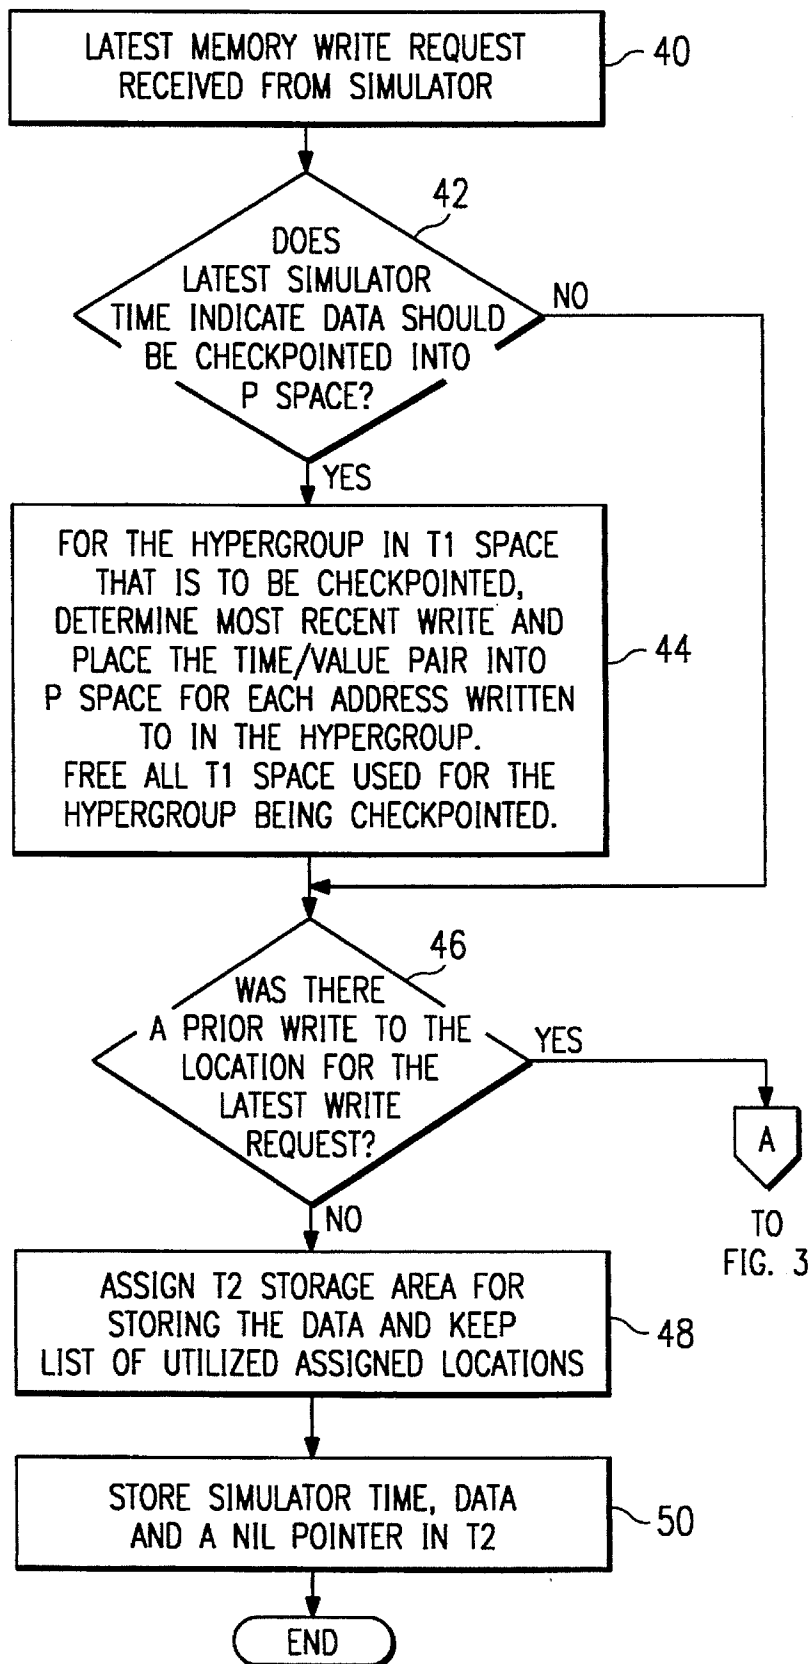 LATEST MEMORY WRITE REQUEST
RECEIVED FROM SIMULATOR
40
42
DOES
LATEST SIMULATOR
TIME INDICATE DATA SHOULD
BE CHECKPOINTED INTO
P SPACE?
NO
YES
FOR THE HYPERGROUP IN T1 SPACE
THAT IS TO BE CHECKPOINTED,
DETERMINE MOST RECENT WRITE AND
PLACE THE TIME/VALUE PAIR INTO
P SPACE FOR EACH ADDRESS WRITTEN
TO IN THE HYPERGROUP.
FREE ALL T1 SPACE USED FOR THE
HYPERGROUP BEING CHECKPOINTED.
44
46
WAS THERE
A PRIOR WRITE TO THE
LOCATION FOR THE
LATEST WRITE
REQUEST?
YES
A
TO
FIG. 3
NO
ASSIGN T2 STORAGE AREA FOR
STORING THE DATA AND KEEP
LIST OF UTILIZED ASSIGNED LOCATIONS
48
STORE SIMULATOR TIME, DATA
AND A NIL POINTER IN T2
50
END